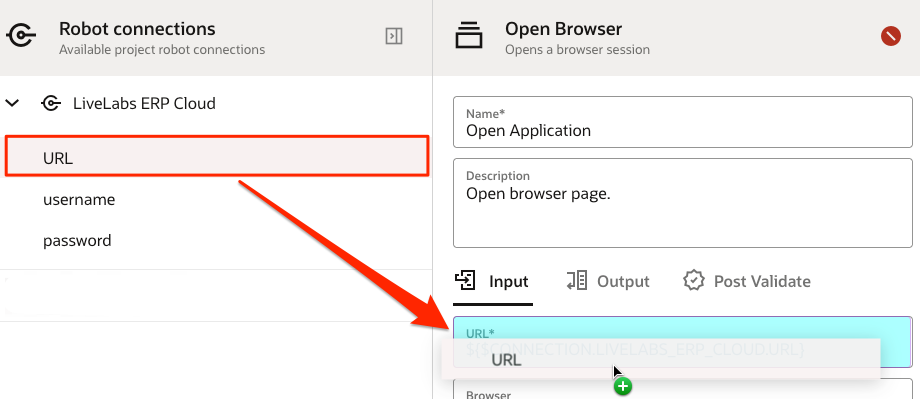 Robot connections
Available project robot connections
LiveLabs ERP Cloud
URL
username
password
Open Browser
Opens a browser session
Name*
Open Application
Description
Open browser page.
Input
Output
Post Validate
URL*
${$CONNECTION.LIVELABS_ERP_CLOUD.URL}
URL
Browser